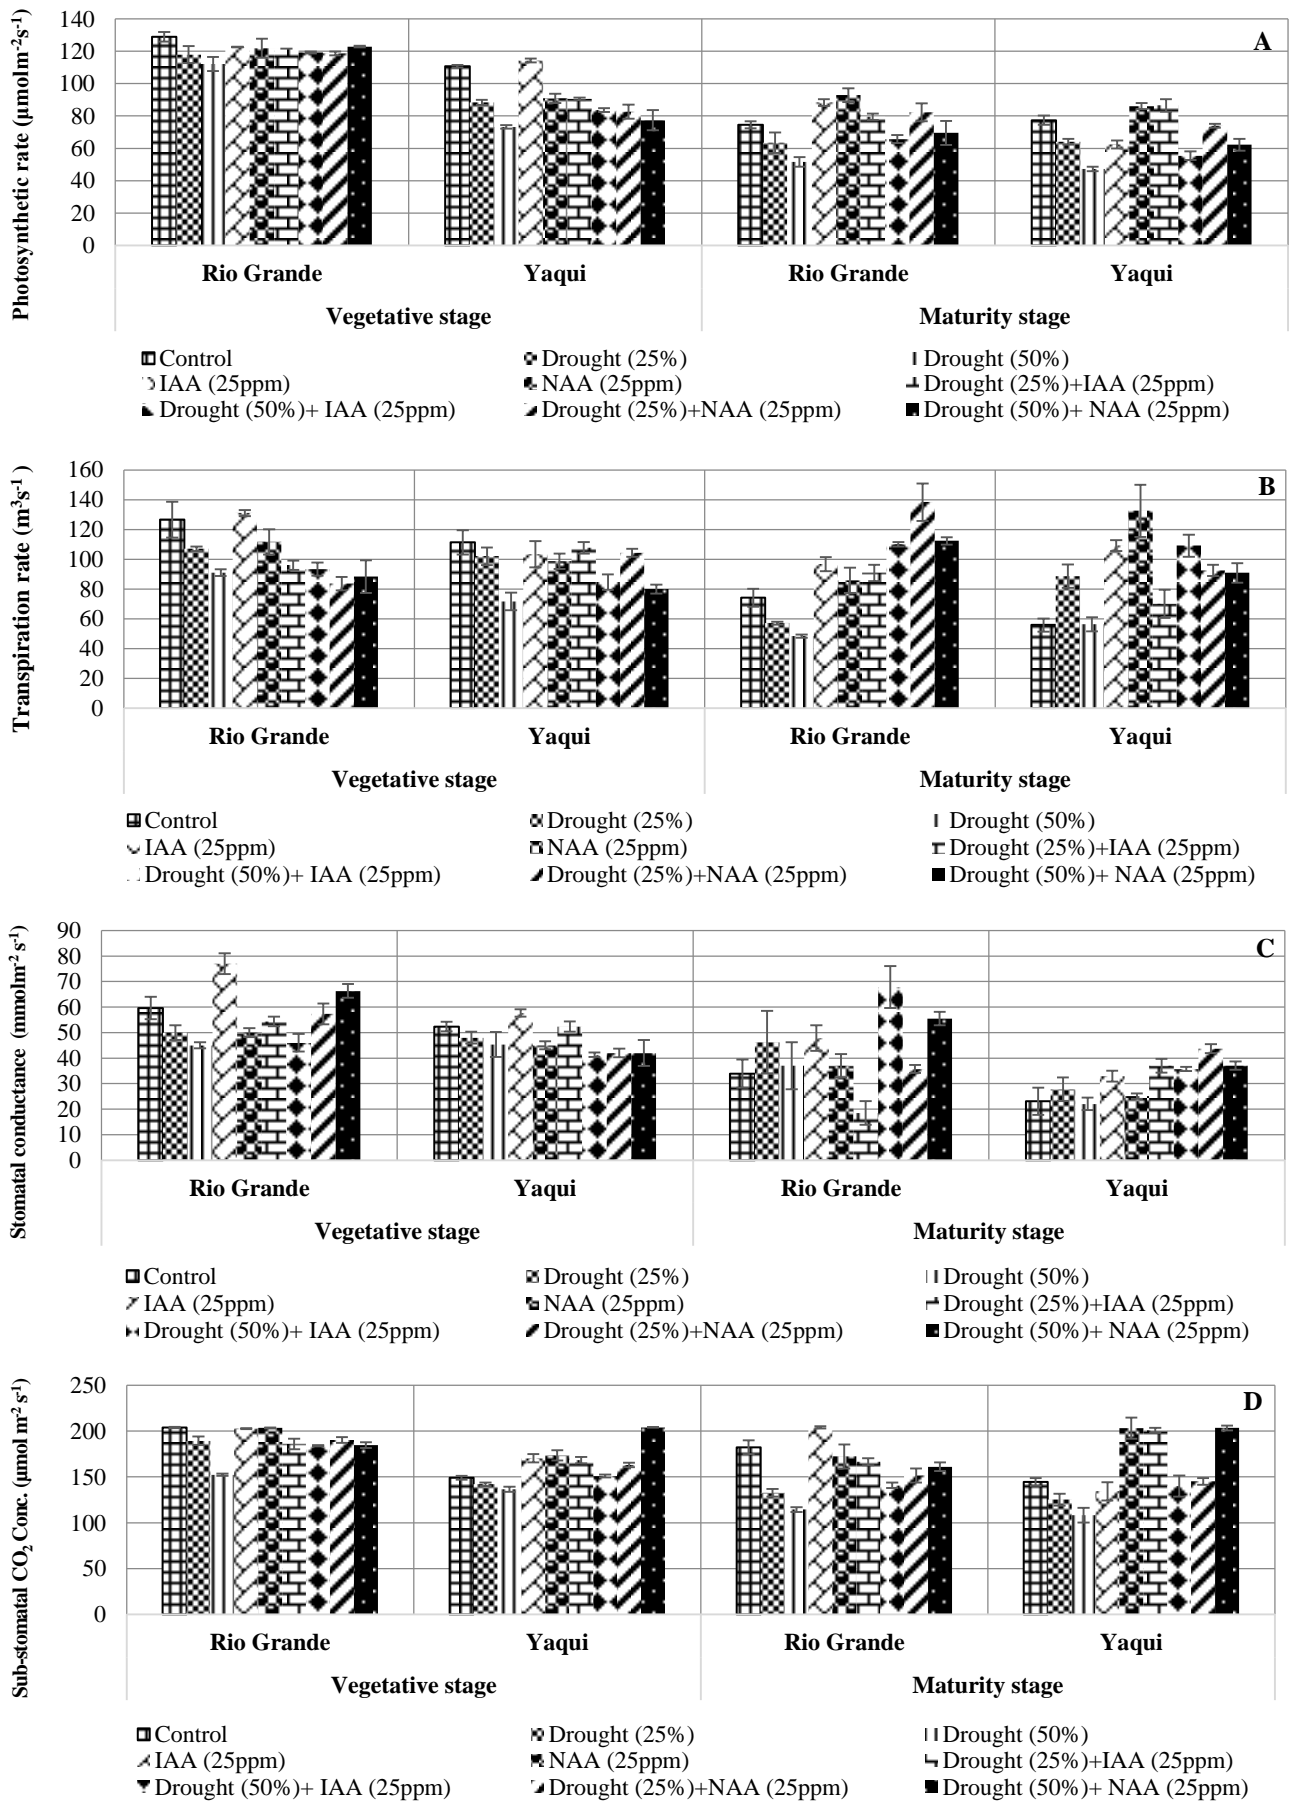 Photosynthetic rate (µmolm⁻²s⁻¹)
140
120
100
80
60
40
20
0
A
Rio Grande
Yaqui
Rio Grande
Yaqui
Vegetative stage
Maturity stage
Control
Drought (25%)
Drought (50%)
IAA (25ppm)
NAA (25ppm)
Drought (25%)+IAA (25ppm)
Drought (50%)+ IAA (25ppm)
Drought (25%)+NAA (25ppm)
Drought (50%)+ NAA (25ppm)
Transpiration rate (m⁻³s⁻¹ )
160
140
120
100
80
60
40
20
0
B
Rio Grande
Yaqui
Rio Grande
Yaqui
Vegetative stage
Maturity stage
Control
Drought (25%)
Drought (50%)
IAA (25ppm)
NAA (25ppm)
Drought (25%)+IAA (25ppm)
Drought (50%)+ IAA (25ppm)
Drought (25%)+NAA (25ppm)
Drought (50%)+ NAA (25ppm)
Stomatal conductance (mmolm⁻² s⁻¹)
90
80
70
60
50
40
30
20
10
0
C
Rio Grande
Yaqui
Rio Grande
Yaqui
Vegetative stage
Maturity stage
Control
Drought (25%)
Drought (50%)
IAA (25ppm)
NAA (25ppm)
Drought (25%)+IAA (25ppm)
Drought (50%)+ IAA (25ppm)
Drought (25%)+NAA (25ppm)
Drought (50%)+ NAA (25ppm)
Sub-stomatal CO₂ Conc. (µmol m⁻² s⁻¹)
250
200
150
100
50
0
D
Rio Grande
Yaqui
Rio Grande
Yaqui
Vegetative stage
Maturity stage
Control
Drought (25%)
Drought (50%)
IAA (25ppm)
NAA (25ppm)
Drought (25%)+IAA (25ppm)
Drought (50%)+ IAA (25ppm)
Drought (25%)+NAA (25ppm)
Drought (50%)+ NAA (25ppm)